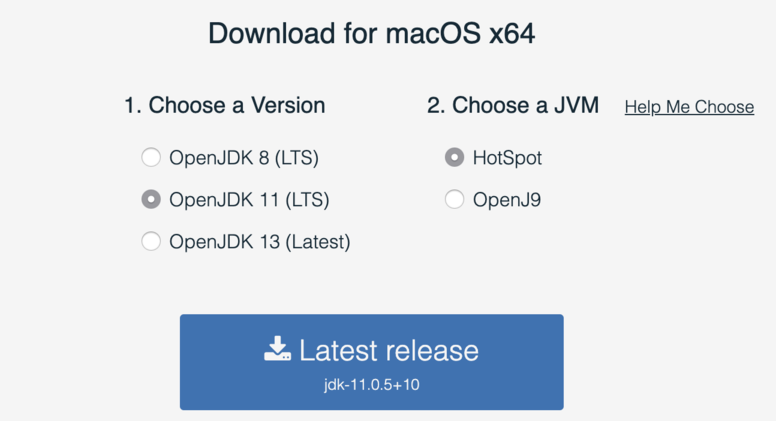 Download for macOS x64
1. Choose a Version
2. Choose a JVM
Help Me Choose
OpenJDK 8 (LTS)
HotSpot
OpenJDK 11 (LTS)
OpenJ9
OpenJDK 13 (Latest)
Latest release
jdk-11.0.5+10